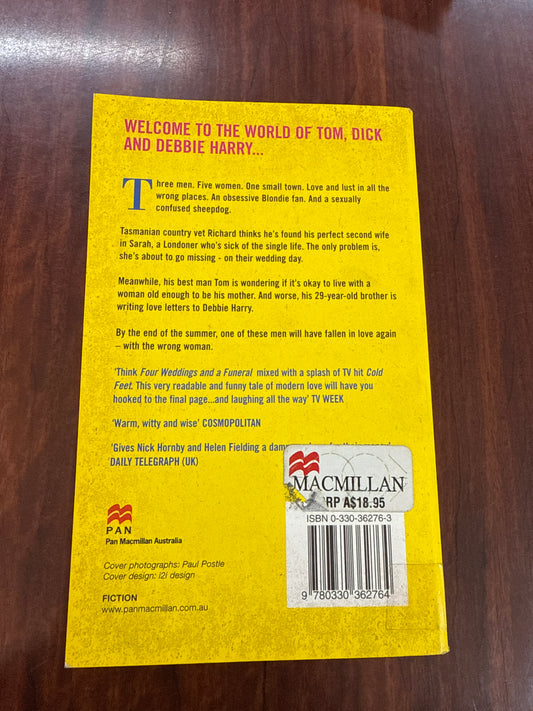 WELCOME TO THE WORLD OF TOM, DICK
AND DEBBIE HARRY...
Three men. Five women. One small town. Love and lust in all the
wrong places. An obsessive Blondie fan. And a sexually
confused sheepdog.
Tasmanian country vet Richard thinks he's found his perfect second wife
in Sarah, a Londoner who's sick of the single life. The only problem is,
she's about to go missing - on their wedding day.
Meanwhile, his best man Tom is wondering if it's okay to live with a
woman old enough to be his mother. And worse, his 29-year-old brother is
writing love letters to Debbie Harry.
By the end of the summer, one of these men will have fallen in love again
– with the wrong woman.
'Think Four Weddings and a Funeral mixed with a splash of TV hit Cold
Feet. This very readable and funny tale of modern love will have you
hooked to the final page...and laughing all the way' TV WEEK
'Warm, witty and wise' COSMOPOLITAN
'Gives Nick Hornby and Helen Fielding a
DAILY TELEGRAPH (UK)
MACMILLAN
RP A$18.95
ISBN 0-330-36276-3
9 780330 362764
PAN
Pan Macmillan Australia
Cover photographs: Paul Postle
Cover design: i2i design
FICTION
www.panmacmillan.com.au